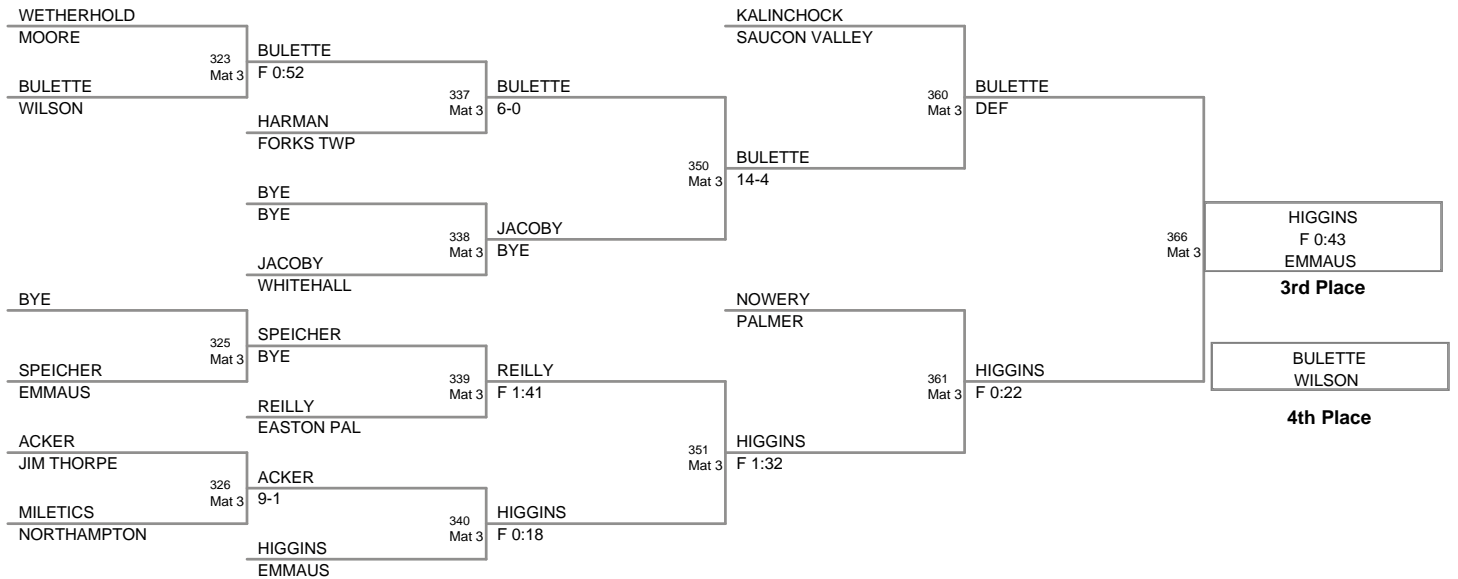 WETHERHOLD
MOORE
323
Mat 3
BULETTE
WILSON
BULETTE
F 0:52
337
Mat 3
HARMAN
FORKS TWP
BULETTE
6-0
BYE
BYE
338
Mat 3
JACOBY
WHITEHALL
JACOBY
BYE
350
Mat 3
BULETTE
14-4
KALINCHOCK
SAUCON VALLEY
360
Mat 3
BULETTE
DEF
BYE
325
Mat 3
SPEICHER
EMMAUS
SPEICHER
BYE
339
Mat 3
REILLY
EASTON PAL
REILLY
F 1:41
ACKER
JIM THORPE
326
Mat 3
MILETICS
NORTHAMPTON
ACKER
9-1
340
Mat 3
HIGGINS
EMMAUS
HIGGINS
F 0:18
351
Mat 3
HIGGINS
F 1:32
NOWERY
PALMER
361
Mat 3
HIGGINS
F 0:22
366
Mat 3
HIGGINS
F 0:43
EMMAUS
3rd Place
BULETTE
WILSON
4th Place